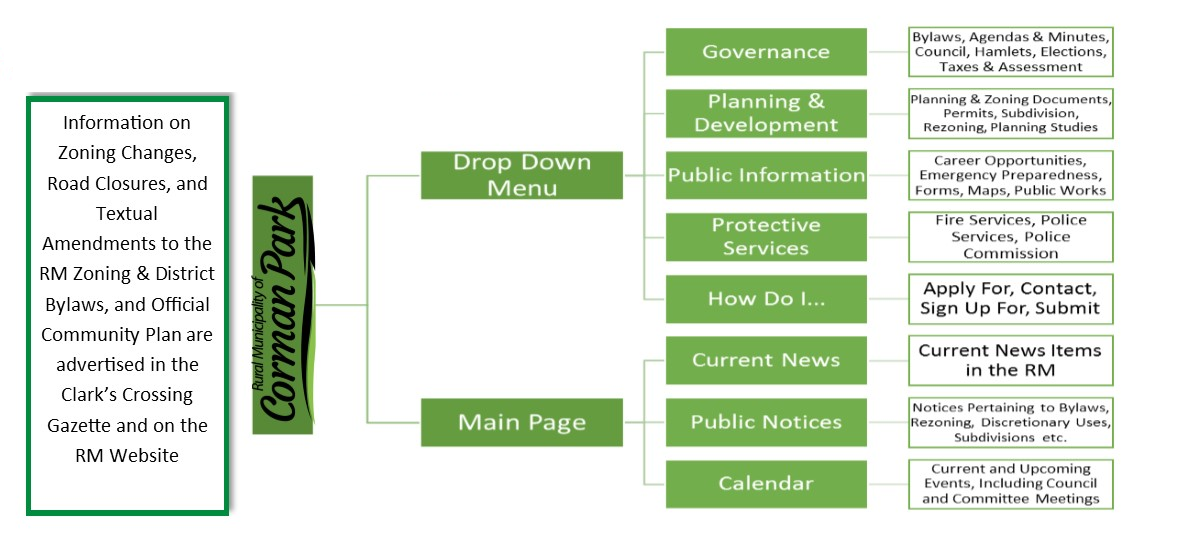 Information on
Zoning Changes,
Road Closures, and
Textual
Amendments to the
RM Zoning & District
Bylaws, and Official
Community Plan are
advertised in the
Clark's Crossing
Gazette and on the
RM Website
Rural Municipality of
Corman Park
Drop Down
Menu
Governance
Bylaws, Agendas & Minutes,
Council, Hamlets, Elections,
Taxes & Assessment
Planning &
Development
Planning & Zoning Documents,
Permits, Subdivision,
Rezoning, Planning Studies
Public Information
Career Opportunities,
Emergency Preparedness,
Forms, Maps, Public Works
Protective
Services
Fire Services, Police
Services, Police
Commission
How Do I...
Apply For, Contact,
Sign Up For, Submit
Main Page
Current News
Current News Items
in the RM
Public Notices
Notices Pertaining to Bylaws,
Rezoning, Discretionary Uses,
Subdivisions etc.
Calendar
Current and Upcoming
Events, Including Council
and Committee Meetings